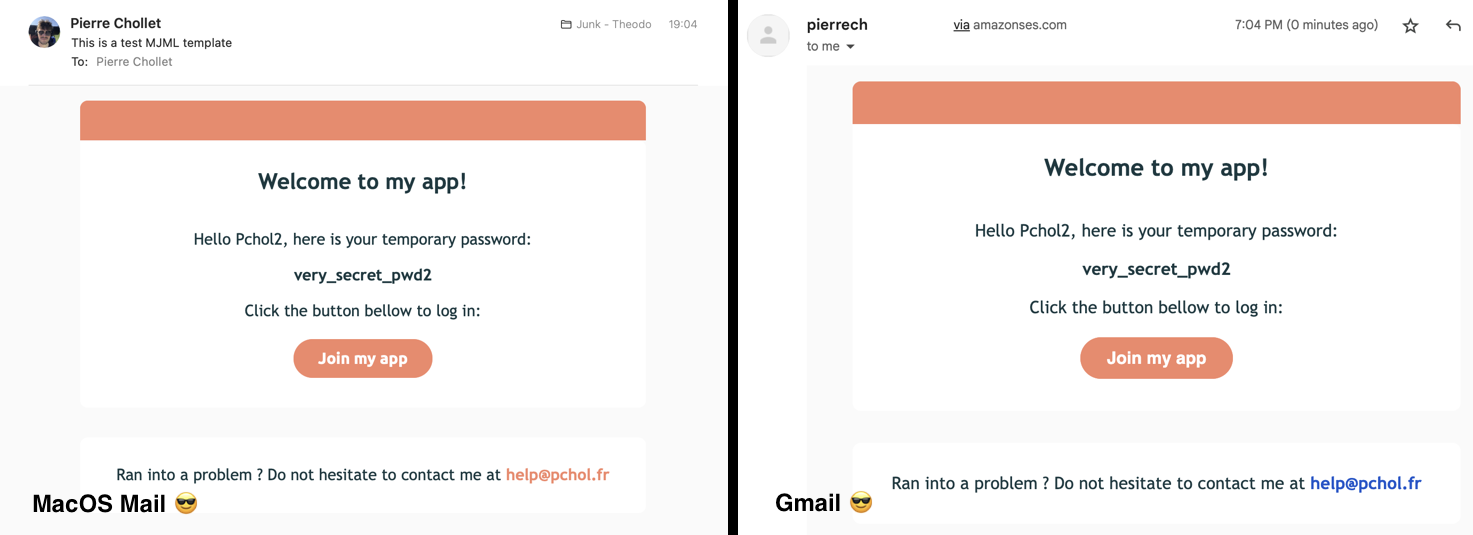 Pierre Chollet
Junk - Theodo 19:04
This is a test MJML template
To: Pierre Chollet
Welcome to my app!
Hello Pchol2, here is your temporary password:
very_secret_pwd2
Click the button bellow to log in:
Join my app
Ran into a problem ? Do not hesitate to contact me at help@pchol.fr
MacOS Mail 😎
pierrech via amazonses.com 7:04 PM (0 minutes ago)
to me
Welcome to my app!
Hello Pchol2, here is your temporary password:
very_secret_pwd2
Click the button bellow to log in:
Join my app
Ran into a problem ? Do not hesitate to contact me at help@pchol.fr
Gmail 😎